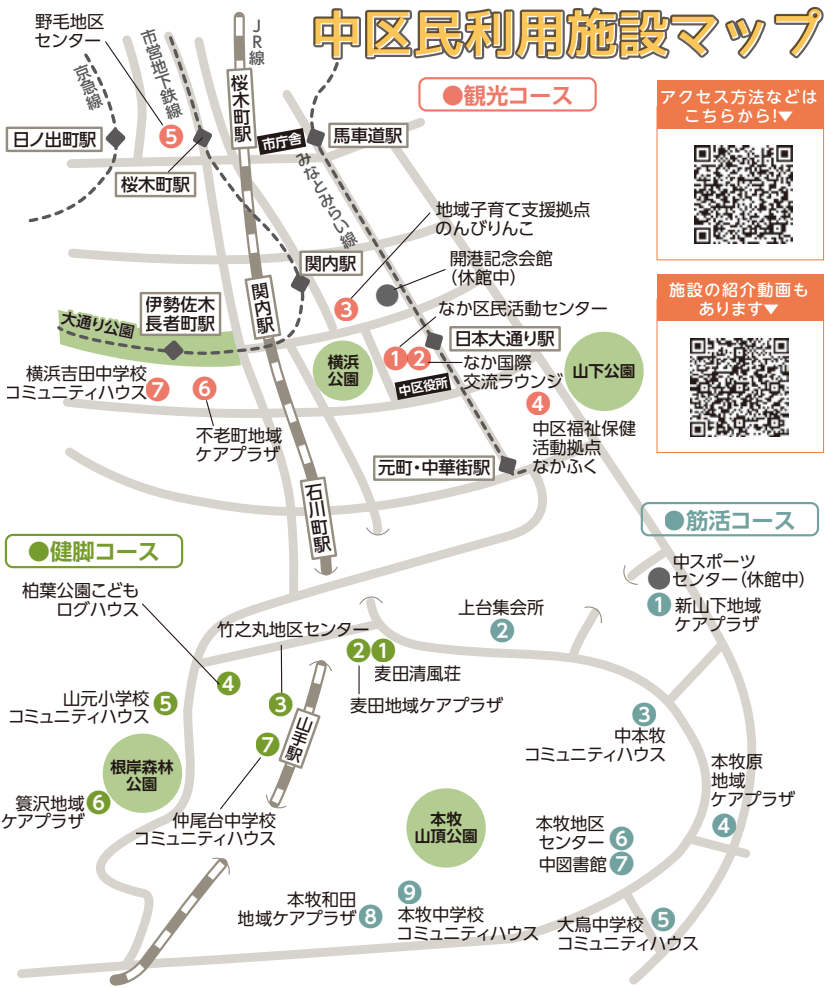 中区民利用施設マップ
野毛地区
センター
市営地下鉄線
京急線
JR線
桜木町駅
●観光コース
アクセス方法などは
こちらから!▼
5
日ノ出町駅
市庁舎
馬車道駅
桜木町駅
みなとみらい線
地域子育て支援拠点
のんびりんこ
開港記念会館
(休館中)
関内駅
関内駅
3
施設の紹介動画も
あります▼
なか区民活動センター
伊勢佐木
長者町駅
大通り公園
日本大通り駅
横浜
公園
1
2
なか国際
交流ラウンジ
山下公園
中区役所
横浜吉田中学校
コミュニティハウス
7
6
4
不老町地域
ケアプラザ
中区福祉保健
活動拠点
なかふく
元町・中華街駅
石川町駅
●筋活コース
●健脚コース
中スポーツ
センター(休館中)
1
新山下地域
ケアプラザ
柏葉公園こども
ログハウス
上台集会所
2
竹之丸地区センター
2
1
麦田清風荘
麦田地域ケアプラザ
4
3
山元小学校
コミュニティハウス
5
山手駅
7
3
中本牧
コミュニティハウス
根岸森林
公園
本牧原
地域
ケアプラザ
4
簑沢地域
ケアプラザ
6
仲尾台中学校
コミュニティハウス
本牧
山頂公園
本牧地区
センター
6
中図書館
7
本牧和田
地域ケアプラザ
8
9
本牧中学校
コミュニティハウス
大鳥中学校
コミュニティハウス
5